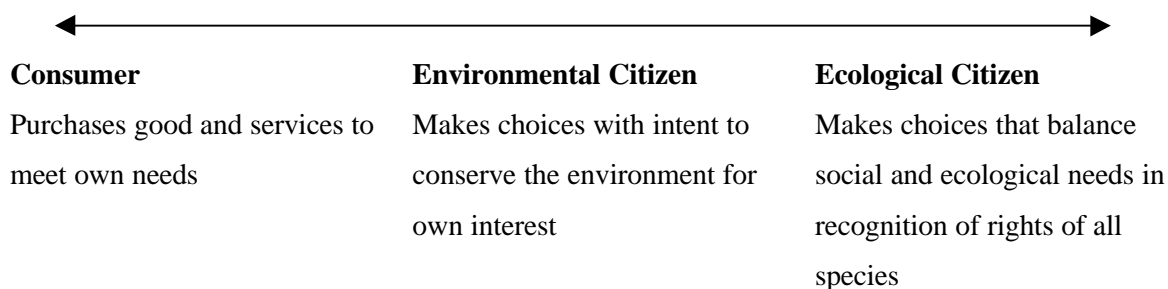 Consumer
Purchases good and services to
meet own needs
Environmental Citizen
Makes choices with intent to
conserve the environment for
own interest
Ecological Citizen
Makes choices that balance
social and ecological needs in
recognition of rights of all
species